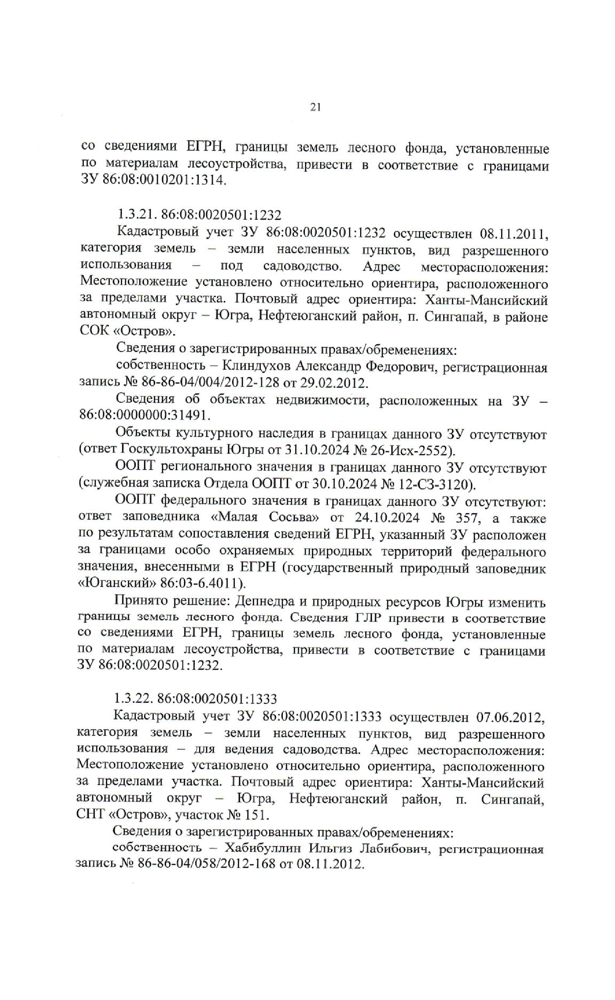 21
со сведениями ЕГРН, границы земель лесного фонда, установленные
по материалам лесоустройства, привести в соответствие с границами
ЗУ 86:08:0010201:1314.
1.3.21. 86:08:0020501:1232
Кадастровый учет ЗУ 86:08:0020501:1232 осуществлен 08.11.2011,
категория земель – земли населенных пунктов, вид разрешенного
использования – под садоводство. Адрес месторасположения:
Местоположение установлено относительно ориентира, расположенного
за пределами участка. Почтовый адрес ориентира: Ханты-Мансийский
автономный округ – Югра, Нефтеюганский район, п. Сингапай, в районе
СОК «Остров».
Сведения о зарегистрированных правах/обременениях:
собственность – Клиндухов Александр Федорович, регистрационная
запись № 86-86-04/004/2012-128 от 29.02.2012.
Сведения об объектах недвижимости, расположенных на ЗУ –
86:08:0000000:31491.
Объекты культурного наследия в границах данного ЗУ отсутствуют
(ответ Госкультохраны Югры от 31.10.2024 № 26-Исх-2552).
ООПТ регионального значения в границах данного ЗУ отсутствуют
(служебная записка Отдела ООПТ от 30.10.2024 № 12-СЗ-3120).
ООПТ федерального значения в границах данного ЗУ отсутствуют:
ответ заповедника «Малая Сосьва» от 24.10.2024 № 357, а также
по результатам сопоставления сведений ЕГРН, указанный ЗУ расположен
за границами особо охраняемых природных территорий федерального
значения, внесенными в ЕГРН (государственный природный заповедник
«Юганский» 86:03-6.4011).
Принято решение: Депнедра и природных ресурсов Югры изменить
границы земель лесного фонда. Сведения ГЛР привести в соответствие
со сведениями ЕГРН, границы земель лесного фонда, установленные
по материалам лесоустройства, привести в соответствие с границами
ЗУ 86:08:0020501:1232.
1.3.22. 86:08:0020501:1333
Кадастровый учет ЗУ 86:08:0020501:1333 осуществлен 07.06.2012,
категория земель – земли населенных пунктов, вид разрешенного
использования – для ведения садоводства. Адрес месторасположения:
Местоположение установлено относительно ориентира, расположенного
за пределами участка. Почтовый адрес ориентира: Ханты-Мансийский
автономный округ – Югра, Нефтеюганский район, п. Сингапай,
СНТ «Остров», участок № 151.
Сведения о зарегистрированных правах/обременениях:
собственность – Хабибуллин Ильгиз Лабибович, регистрационная
запись № 86-86-04/058/2012-168 от 08.11.2012.